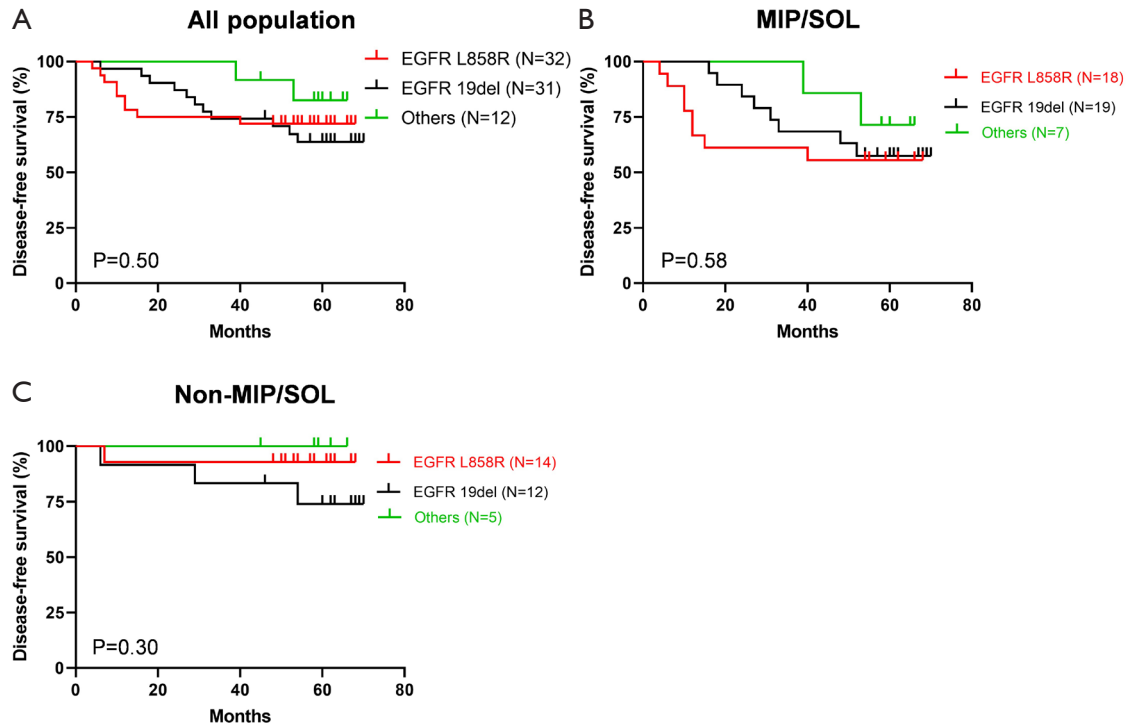 A
All population
Disease-free survival (%)
100
75
50
25
0
0 20 40 60 80
Months
P=0.50
EGFR L858R (N=32)
EGFR 19del (N=31)
Others (N=12)
B
MIP/SOL
Disease-free survival (%)
100
75
50
25
0
0 20 40 60 80
Months
P=0.58
EGFR L858R (N=18)
EGFR 19del (N=19)
Others (N=7)
C
Non-MIP/SOL
Disease-free survival (%)
100
75
50
25
0
0 20 40 60 80
Months
P=0.30
EGFR L858R (N=14)
EGFR 19del (N=12)
Others (N=5)